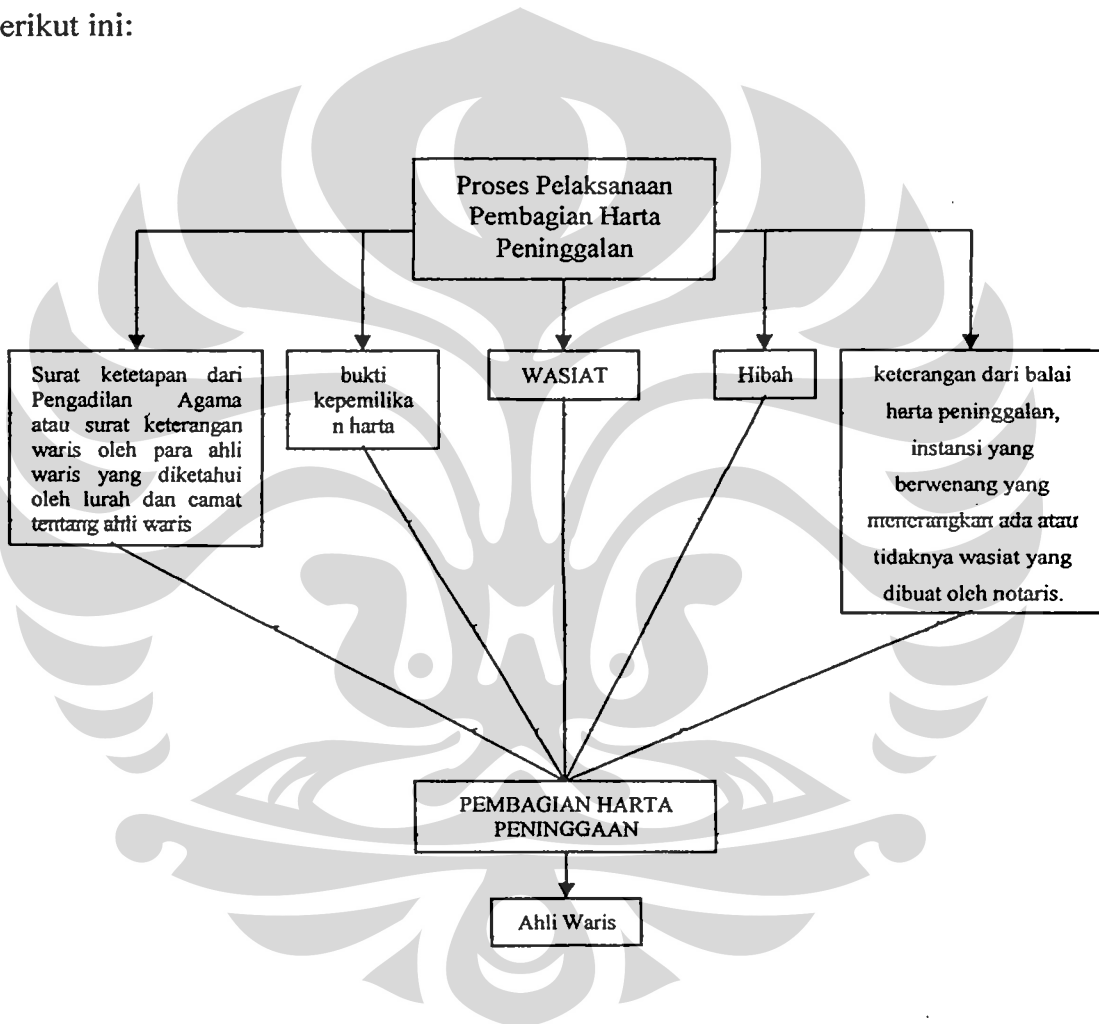 erikut ini:
Proses Pelaksanaan
Pembagian Harta
Peninggalan
Surat ketetapan dari
Pengadilan Agama
atau surat keterangan
waris oleh para ahli
waris yang diketahui
oleh lurah dan camat
tentang ahli waris
bukti
kepemilika
n harta
WASIAT
Hibah
keterangan dari balai
harta peninggalan,
instansi yang
berwenang yang
menerangkan ada atau
tidaknya wasiat yang
dibuat oleh notaris.
PEMBAGIAN HARTA
PENINGGAAN
Ahli Waris